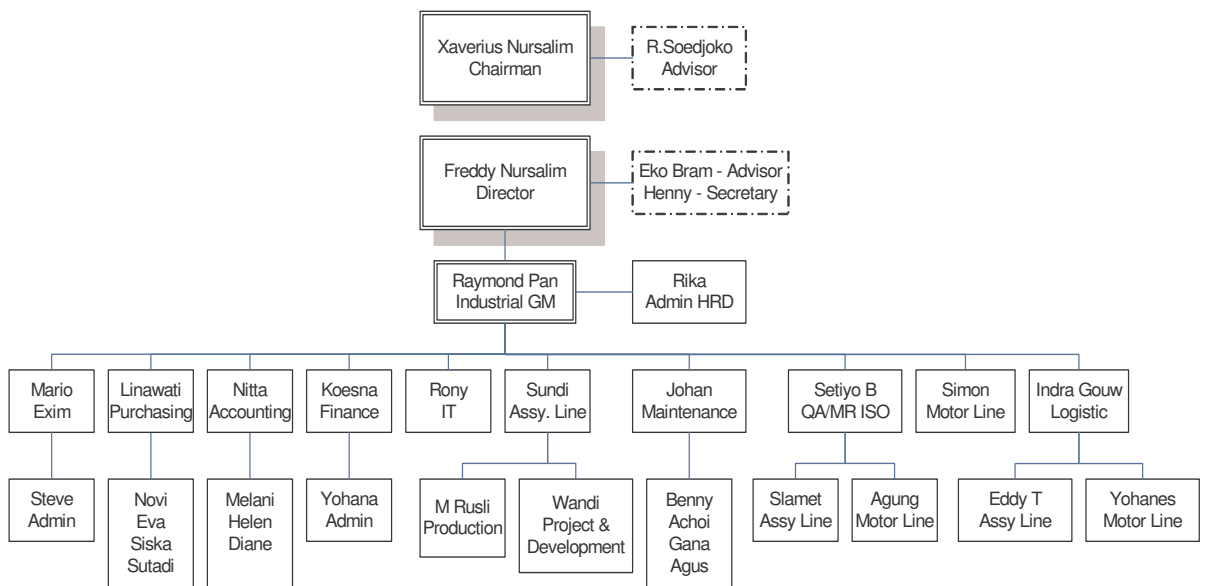 Xaverius Nursalim
Chairman
R.Soedjoko
Advisor
Freddy Nursalim
Director
Eko Bram - Advisor
Henny - Secretary
Raymond Pan
Industrial GM
Rika
Admin HRD
Mario
Exim
Linawati
Purchasing
Nitta
Accounting
Koesna
Finance
Rony
IT
Sundi
Assy. Line
Johan
Maintenance
Setiyo B
QA/MR ISO
Simon
Motor Line
Indra Gouw
Logistic
Steve
Admin
Novi
Eva
Siska
Sutadi
Melani
Helen
Diane
Yohana
Admin
M Rusli
Production
Wandi
Project &
Development
Benny
Achoi
Gana
Agus
Slamet
Assy Line
Agung
Motor Line
Eddy T
Assy Line
Yohanes
Motor Line